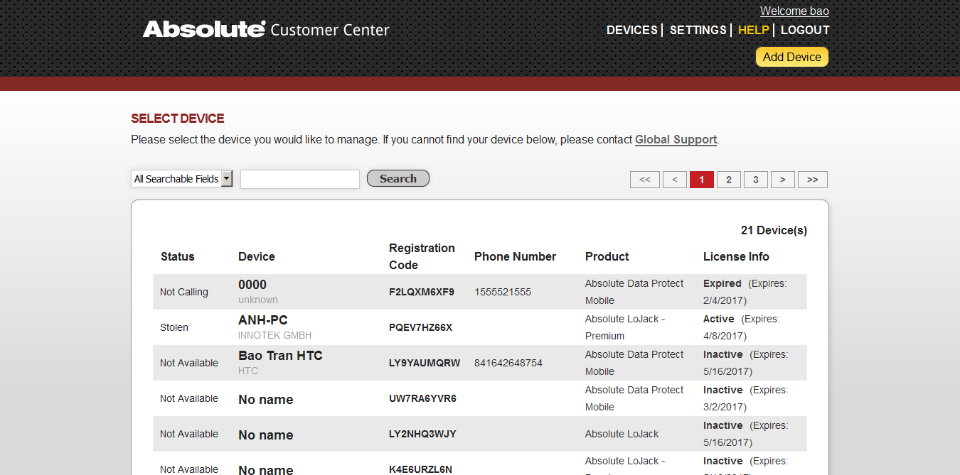 Welcome bao
Absolute® Customer Center
DEVICES | SETTINGS | HELP | LOGOUT
Add Device
SELECT DEVICE
Please select the device you would like to manage. If you cannot find your device below, please contact Global Support.
All Searchable Fields Search << < 1 2 3 > >>
21 Device(s)
Status Device Registration Code Phone Number Product License Info
Not Calling 0000 unknown F2LQXM6XF9 1555521555 Absolute Data Protect Mobile Expired (Expires: 2/4/2017)
Stolen ANH-PC INNOTEK GMBH PQEV7HZ66X Absolute LoJack - Premium Active (Expires: 4/8/2017)
Not Available Bao Tran HTC HTC LY9YAUMQRW 841642648754 Absolute Data Protect Mobile Inactive (Expires: 5/16/2017)
Not Available No name UW7RA6YVR6 Absolute Data Protect Mobile Inactive (Expires: 3/2/2017)
Not Available No name LY2NHQ3WJY Absolute LoJack Inactive (Expires: 5/16/2017)
Not Available No name K4E6URZL6N Absolute LoJack - Inactive (Expires: